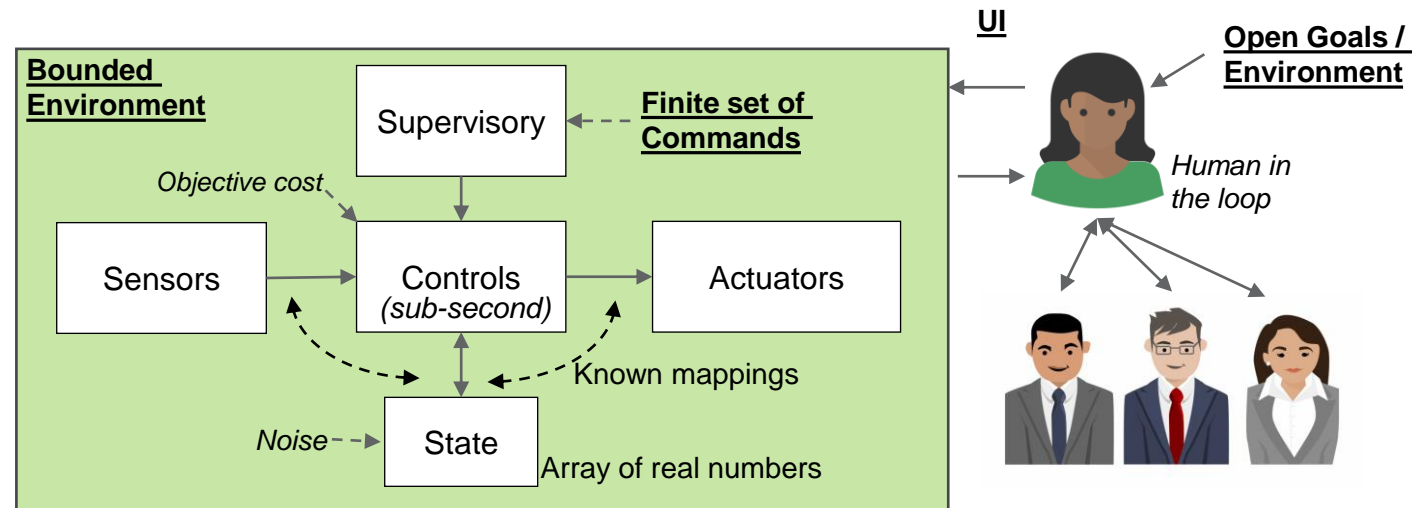 UI
Open Goals /
Environment
Bounded
Environment
Supervisory
Finite set of
Commands
Human in
the loop
Objective cost
Sensors
Controls
(sub-second)
Actuators
Known mappings
Noise
State
Array of real numbers